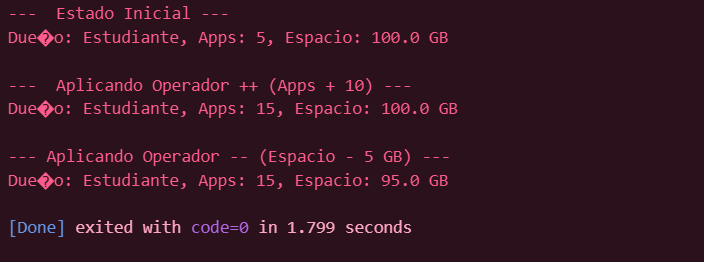 ---  Estado Inicial ---
Due�o: Estudiante, Apps: 5, Espacio: 100.0 GB
---  Aplicando Operador ++ (Apps + 10) ---
Due�o: Estudiante, Apps: 15, Espacio: 100.0 GB
--- Aplicando Operador -- (Espacio - 5 GB) ---
Due�o: Estudiante, Apps: 15, Espacio: 95.0 GB
[Done] exited with code=0 in 1.799 seconds